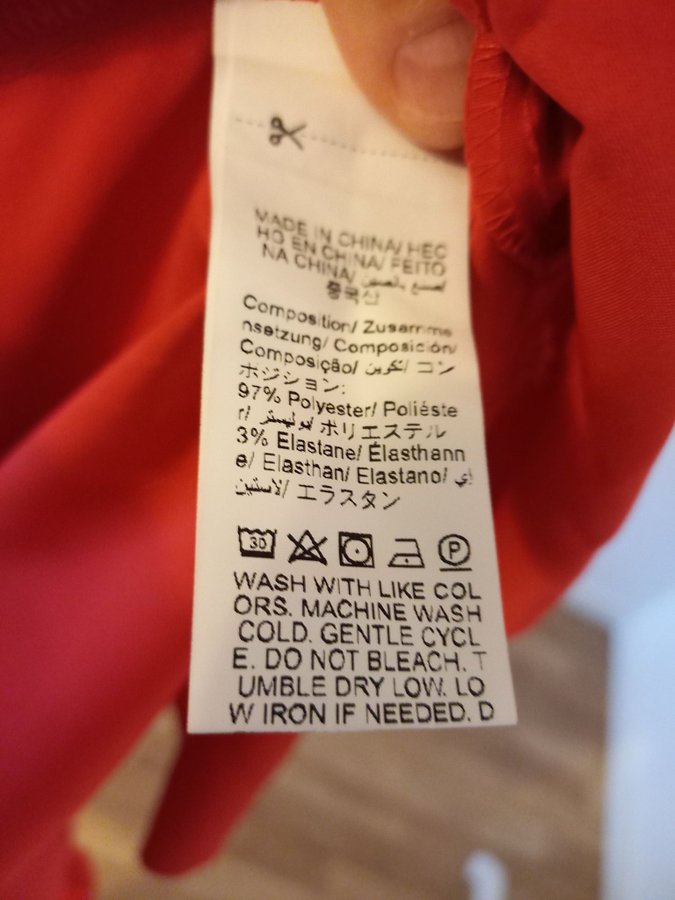 MADE IN CHINA/ HEC
HO EN CHINA/ FEITO
NA CHINA/ صنع بالصين/
중국산
Composition/ Zusamme
nsetzung/ Composición/
Composição/ تكوين/ コン
ポジション:
97% Polyester/ Poliéste
r/ بوليستر/ ポリエステル
3% Elastane/ Élasthann
e/ Elasthan/ Elastano/ إي
لاستين/ エラスタン
30 P
WASH WITH LIKE COL
ORS. MACHINE WASH
COLD. GENTLE CYCL
E. DO NOT BLEACH. T
UMBLE DRY LOW. LO
W IRON IF NEEDED. D